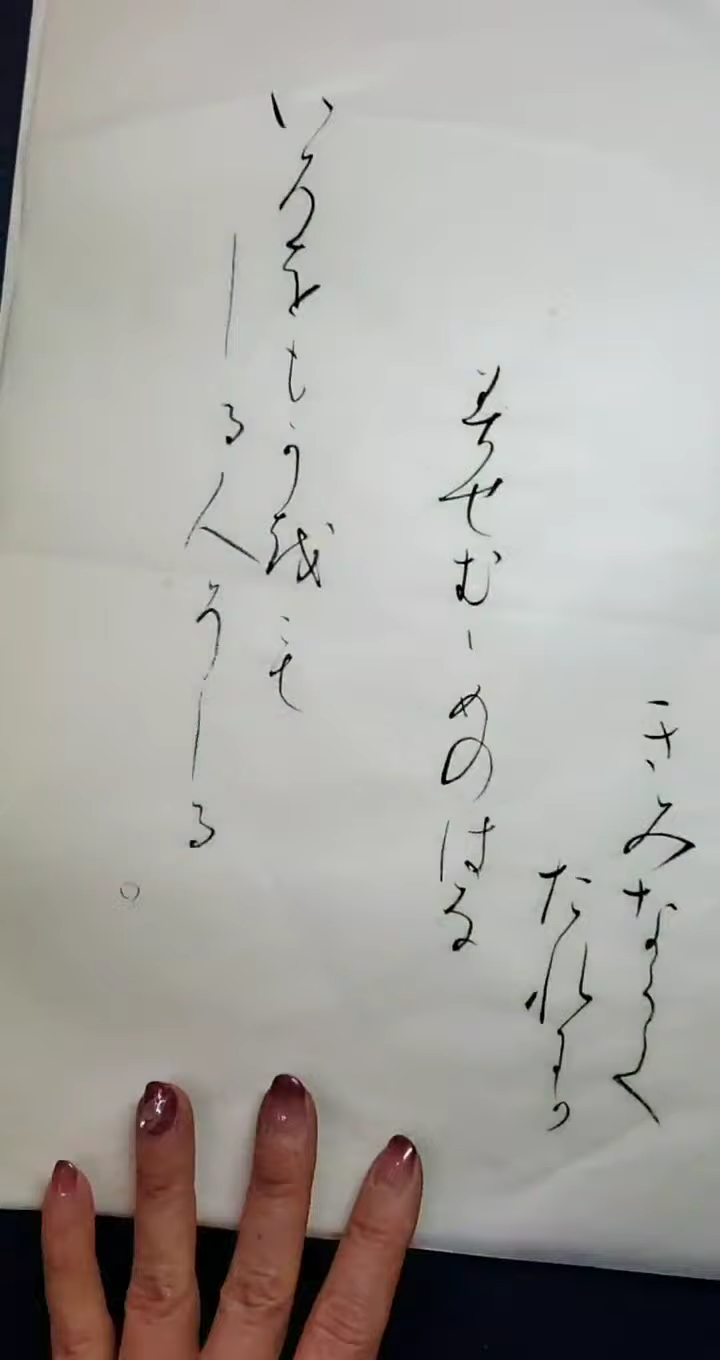 きみならて
たれにか
みせむうめのはな
いろをもか越も
しる人そしる